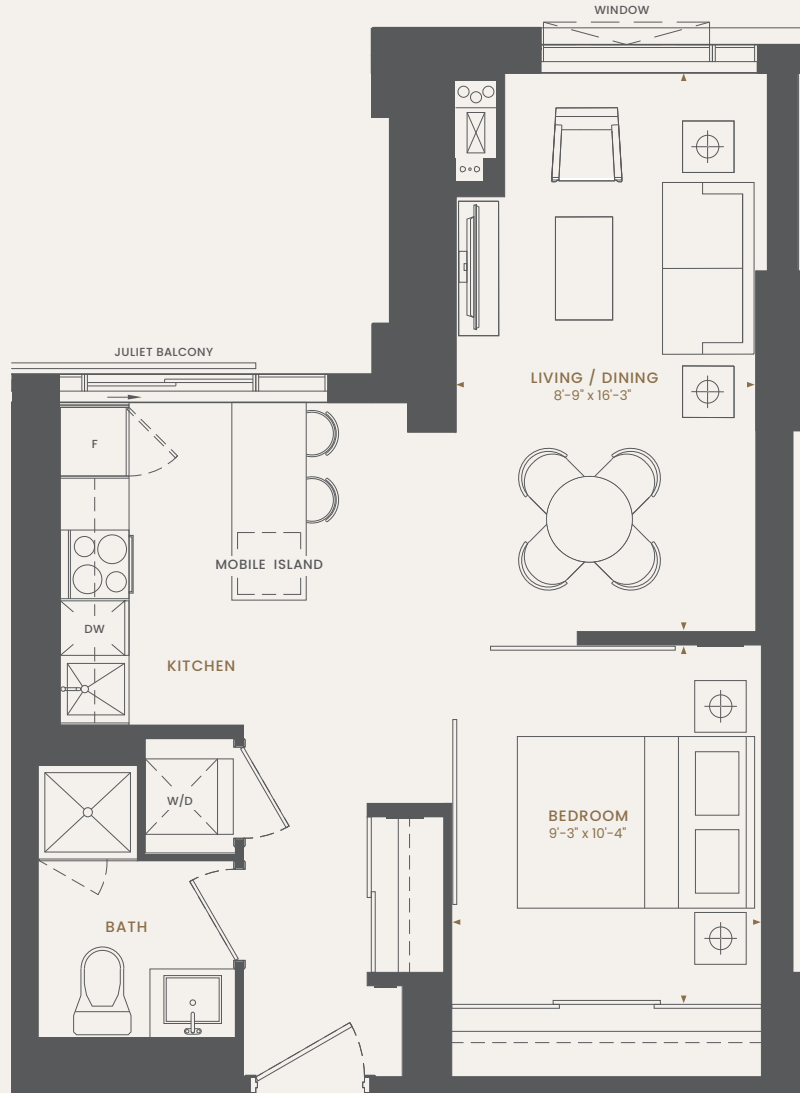 WINDOW
JULIET BALCONY
LIVING / DINING
8'-9" x 16'-3"
F
MOBILE ISLAND
DW
KITCHEN
W/D
BEDROOM
9'-3" x 10'-4"
BATH